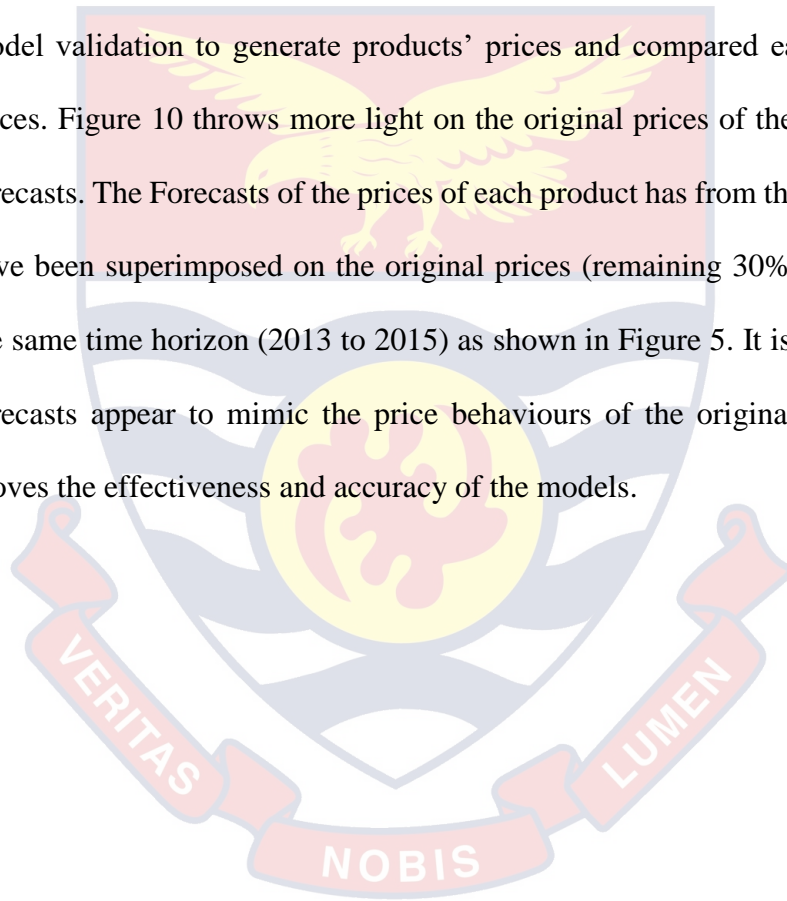 odel validation to generate products’ prices and compared ea
ces. Figure 10 throws more light on the original prices of the
recasts. The Forecasts of the prices of each product has from th
ve been superimposed on the original prices (remaining 30%
e same time horizon (2013 to 2015) as shown in Figure 5. It is
recasts appear to mimic the price behaviours of the origina
oves the effectiveness and accuracy of the models.
VERITAS
NOBIS
LUMEN